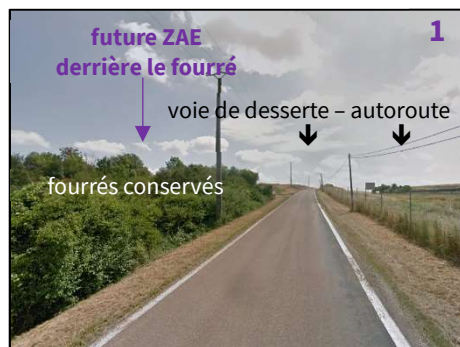 future ZAE
derrière le fourré
1
voie de desserte – autoroute
fourrés conservés